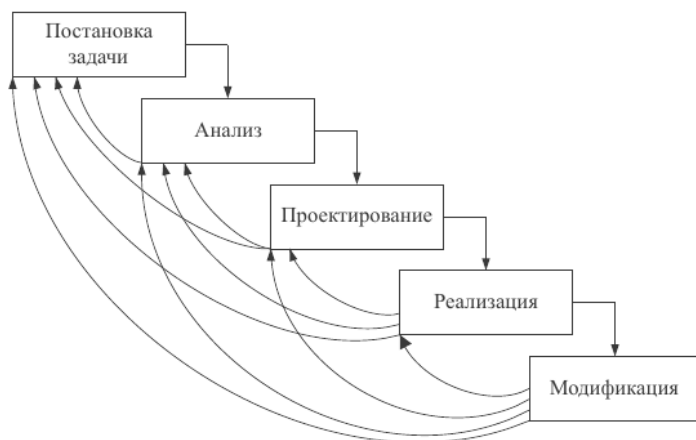 Постановка
задачи
Анализ
Проектирование
Реализация
Модификация